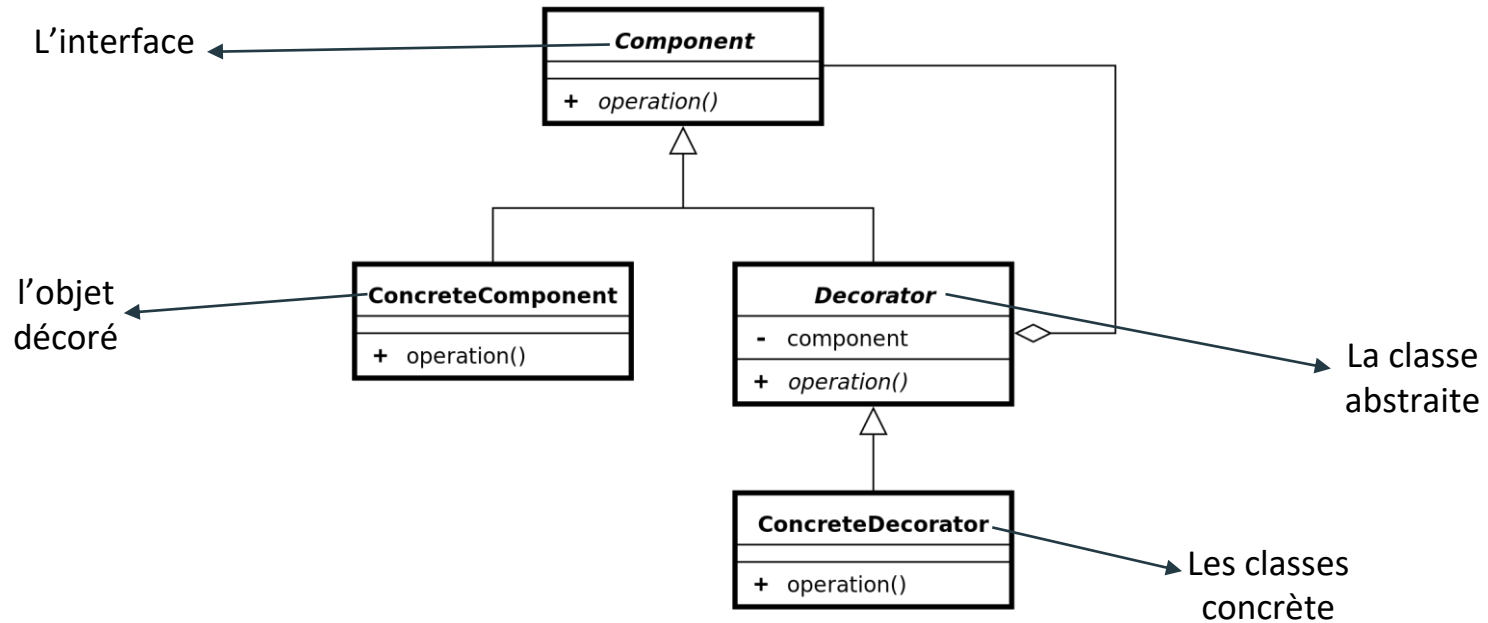 L’interface
Component
+ operation()
l’objet
décoré
ConcreteComponent
+ operation()
Decorator
- component
+ operation()
La classe
abstraite
ConcreteDecorator
+ operation()
Les classes
concrète